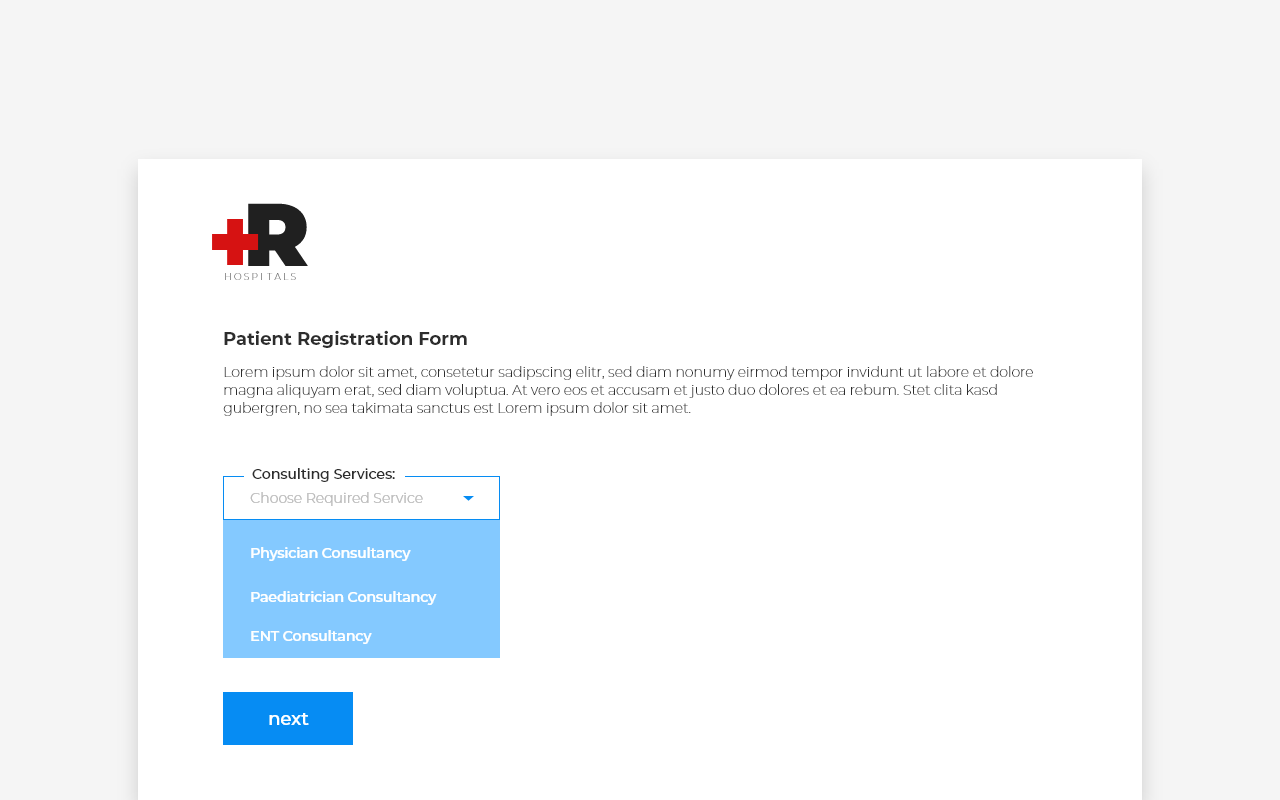 R
HOSPITALS
Patient Registration Form
Lorem ipsum dolor sit amet, consetetur sadipscing elitr, sed diam nonumy eirmod tempor invidunt ut labore et dolore
magna aliquyam erat, sed diam voluptua. At vero eos et accusam et justo duo dolores et ea rebum. Stet clita kasd
gubergren, no sea takimata sanctus est Lorem ipsum dolor sit amet.
Consulting Services:
Choose Required Service
Physician Consultancy
Paediatrician Consultancy
ENT Consultancy
next